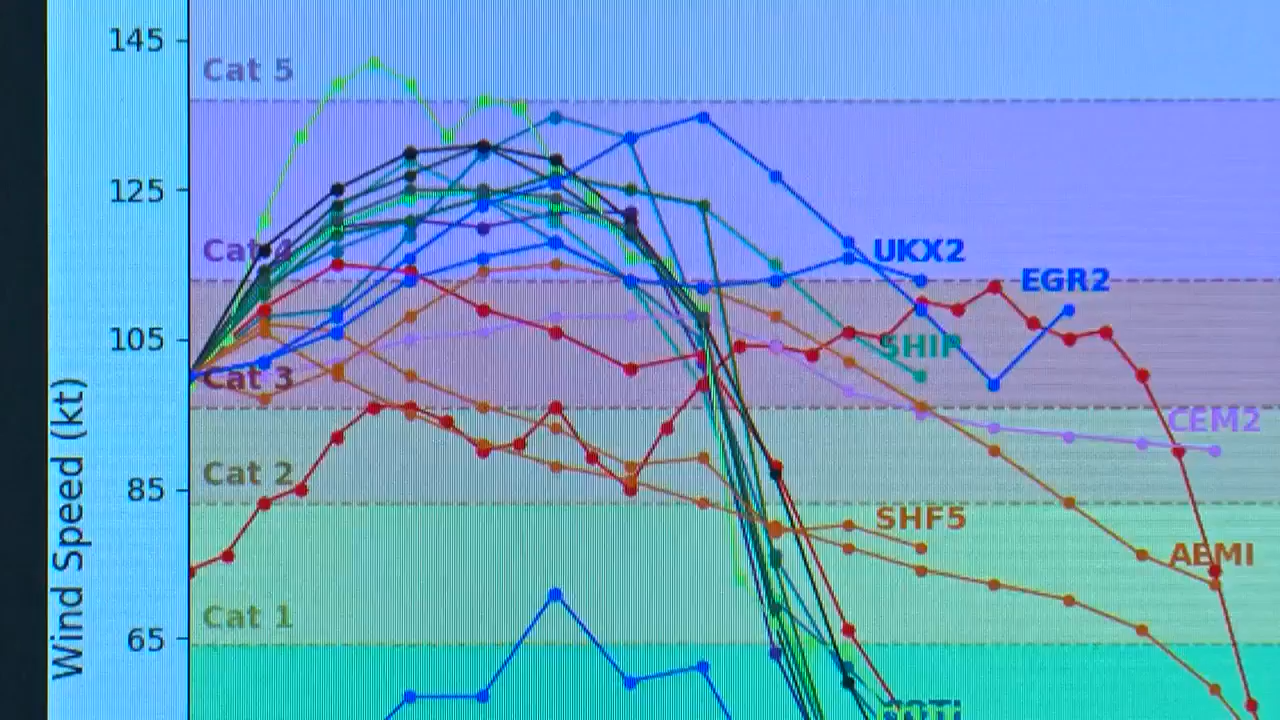 145
Cat 5
125
Cat 4
UKX2
EGR2
105
SHIP
Cat 3
CEM2
Cat 2
85
SHF5
AEMI
Cat 1
65
Wind Speed (kt)